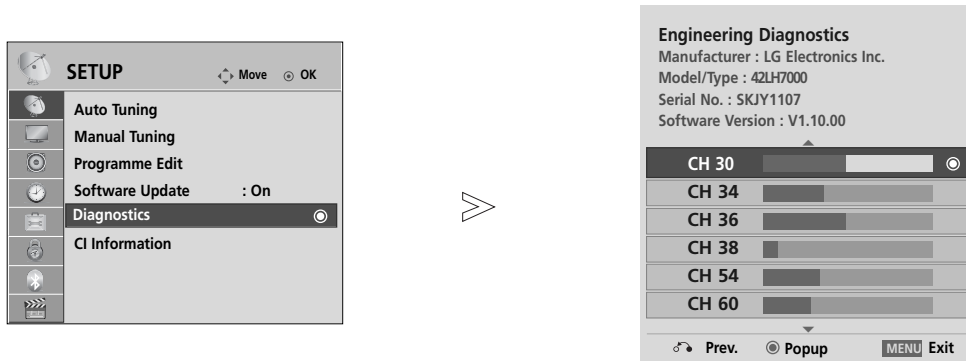 SETUP
Move OK
Auto Tuning
Manual Tuning
Programme Edit
Software Update : On
Diagnostics
CI Information
Engineering Diagnostics
Manufacturer : LG Electronics Inc.
Model/Type : 42LH7000
Serial No. : SKJY1107
Software Version : V1.10.00
CH 30
CH 34
CH 36
CH 38
CH 54
CH 60
Prev. Popup MENU Exit